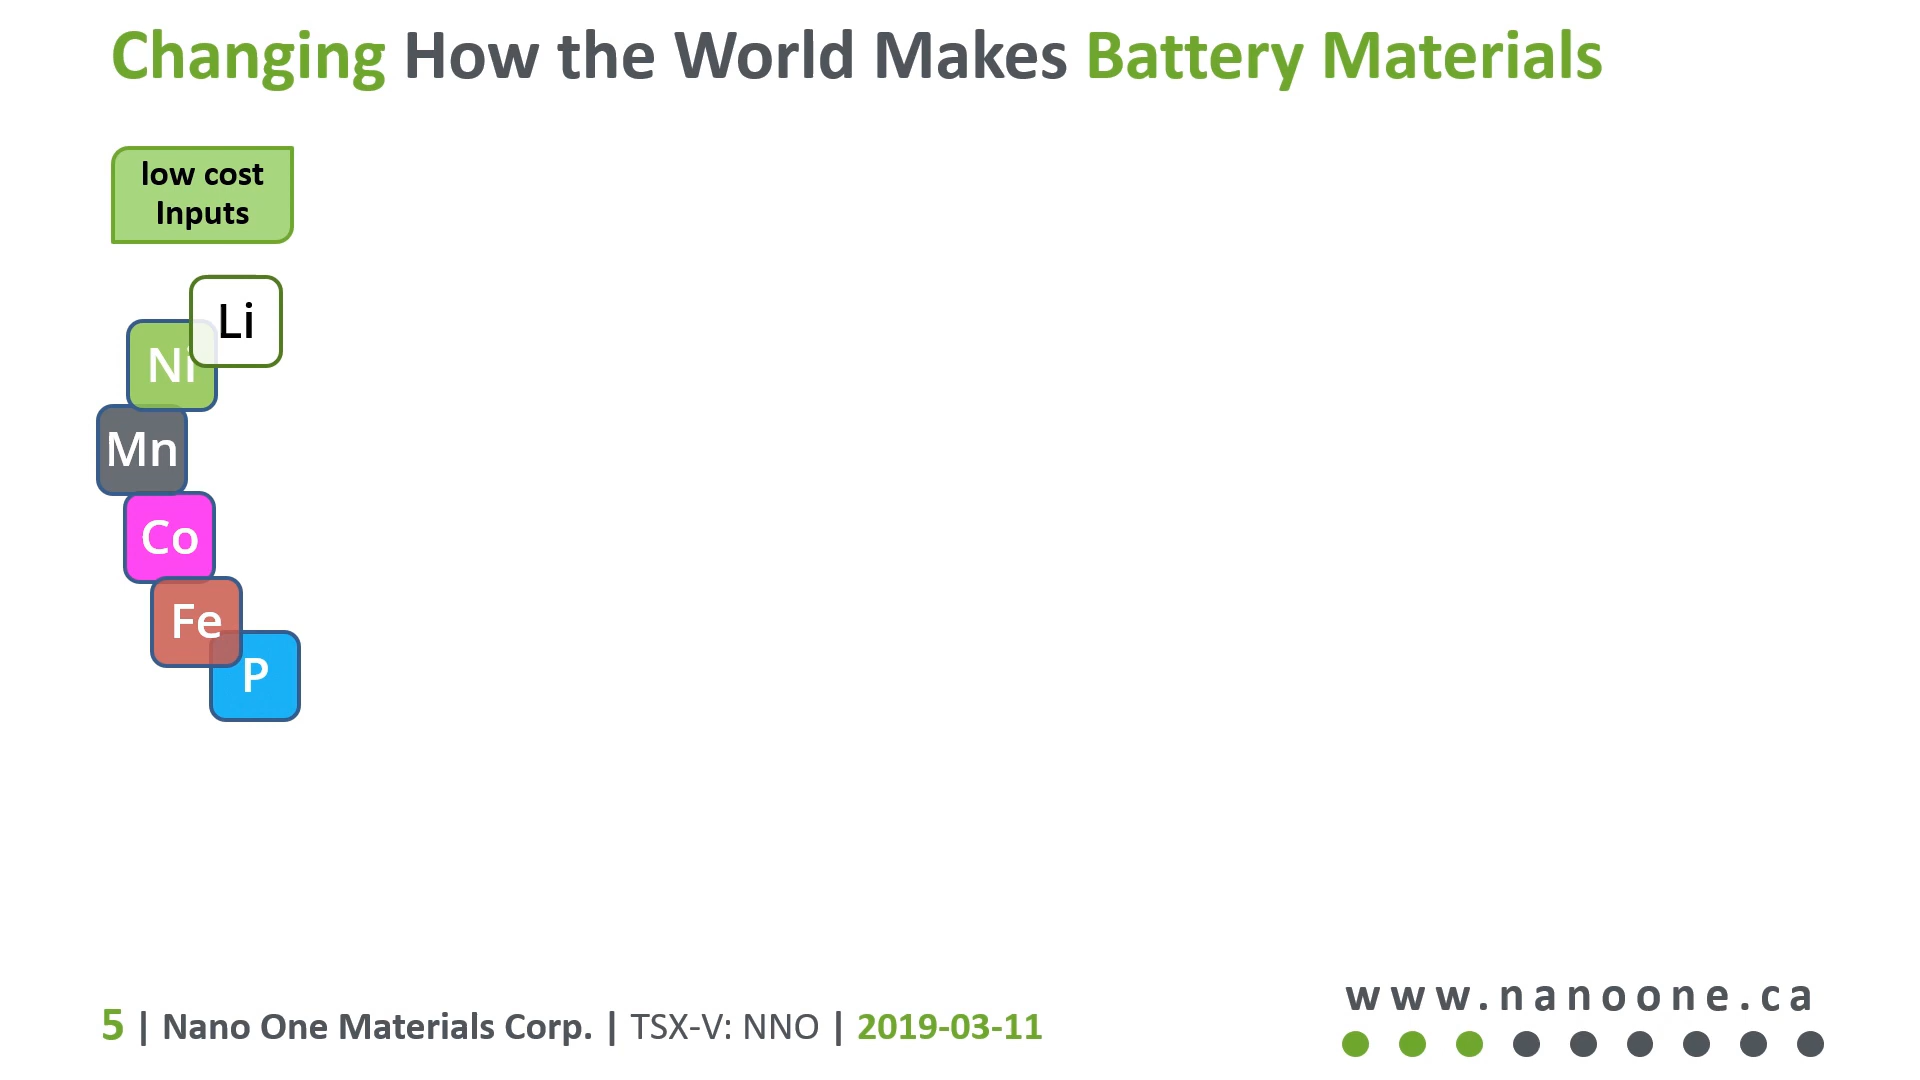 Changing How the World Makes Battery Materials
low cost
Inputs
Li
Ni
Mn
Co
Fe
P
www.nanoone.ca
5 | Nano One Materials Corp. | TSX-V: NNO | 2019-03-11